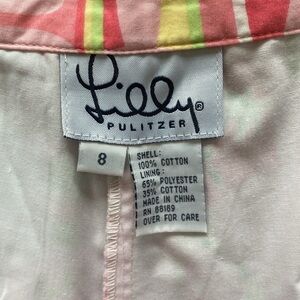 Lilly®
PULITZER
8
SHELL:
100% COTTON
LINING:
65% POLYESTER
35% COTTON
MADE IN CHINA
RN 88169
OVER FOR CARE